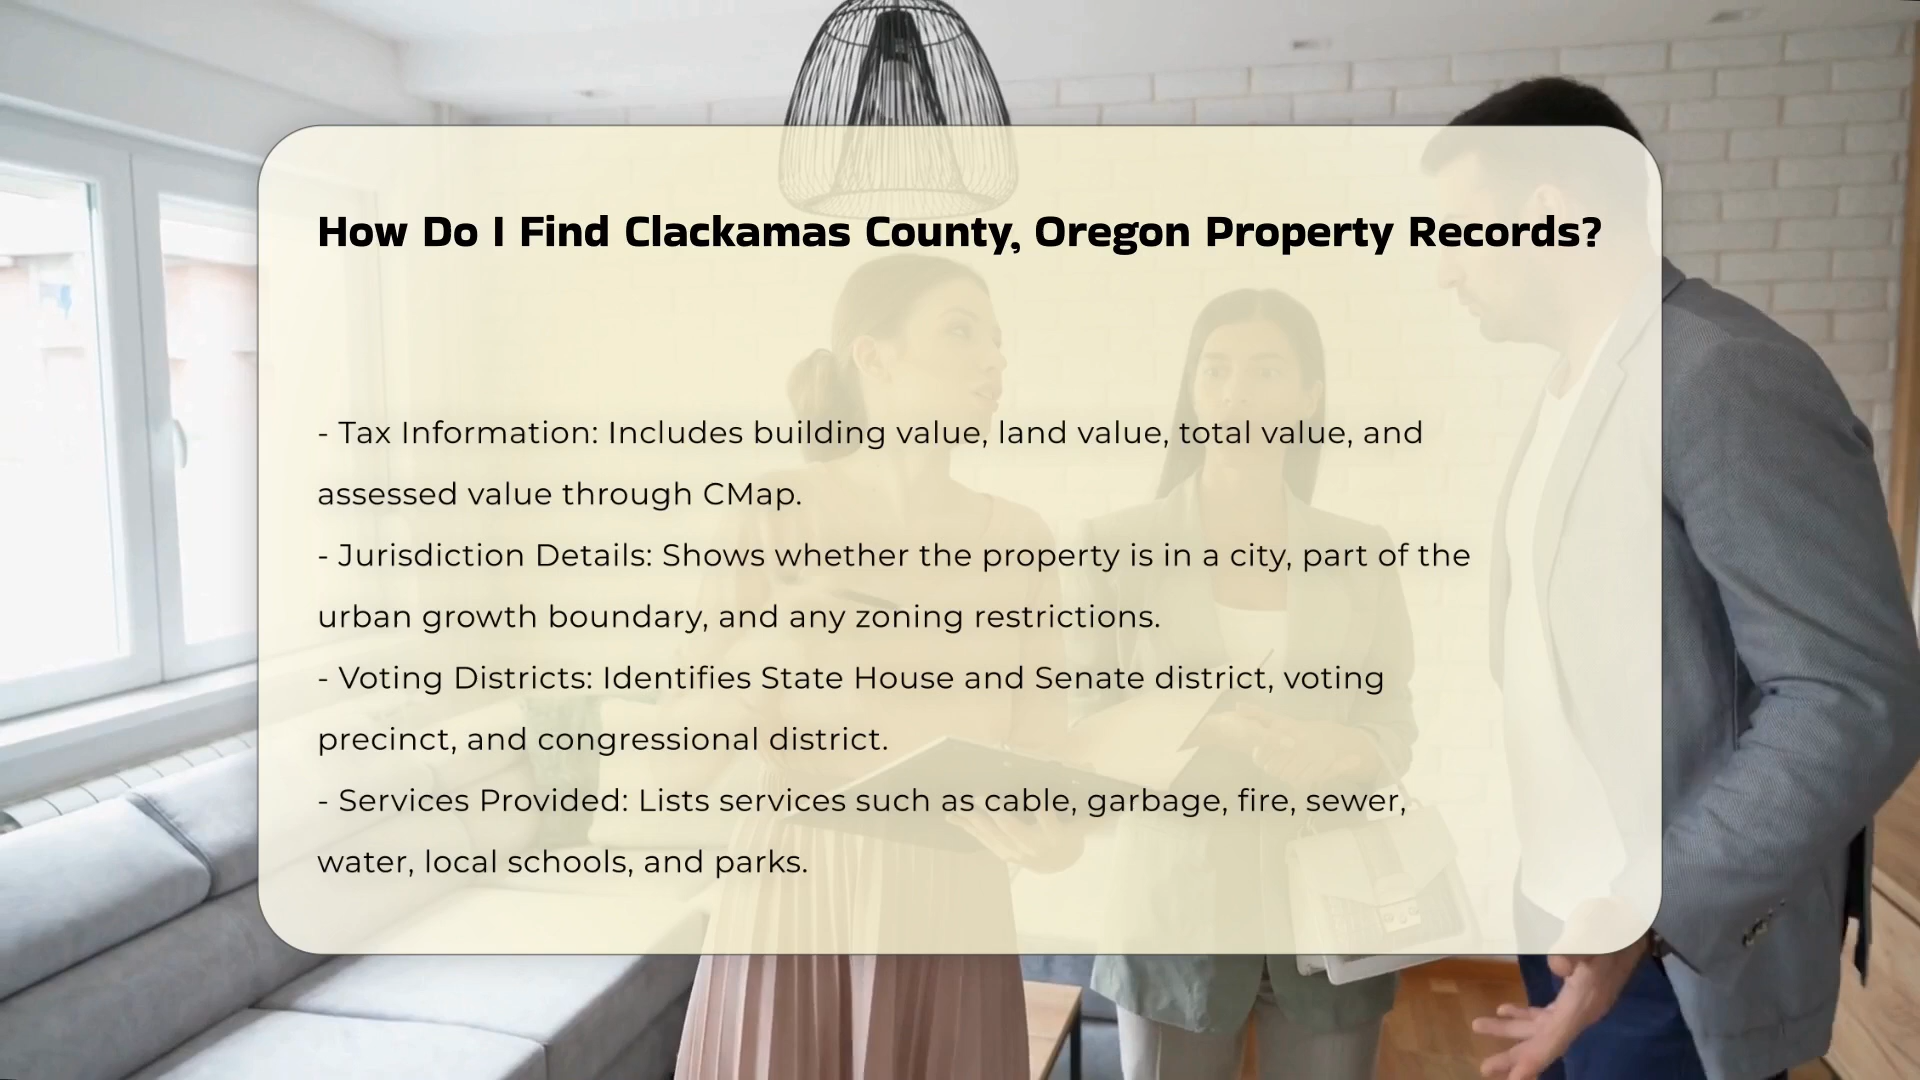 How Do I Find Clackamas County, Oregon Property Records?
- Tax Information: Includes building value, land value, total value, and
assessed value through CMap.
- Jurisdiction Details: Shows whether the property is in a city, part of the
urban growth boundary, and any zoning restrictions.
- Voting Districts: Identifies State House and Senate district, voting
precinct, and congressional district.
- Services Provided: Lists services such as cable, garbage, fire, sewer,
water, local schools, and parks.